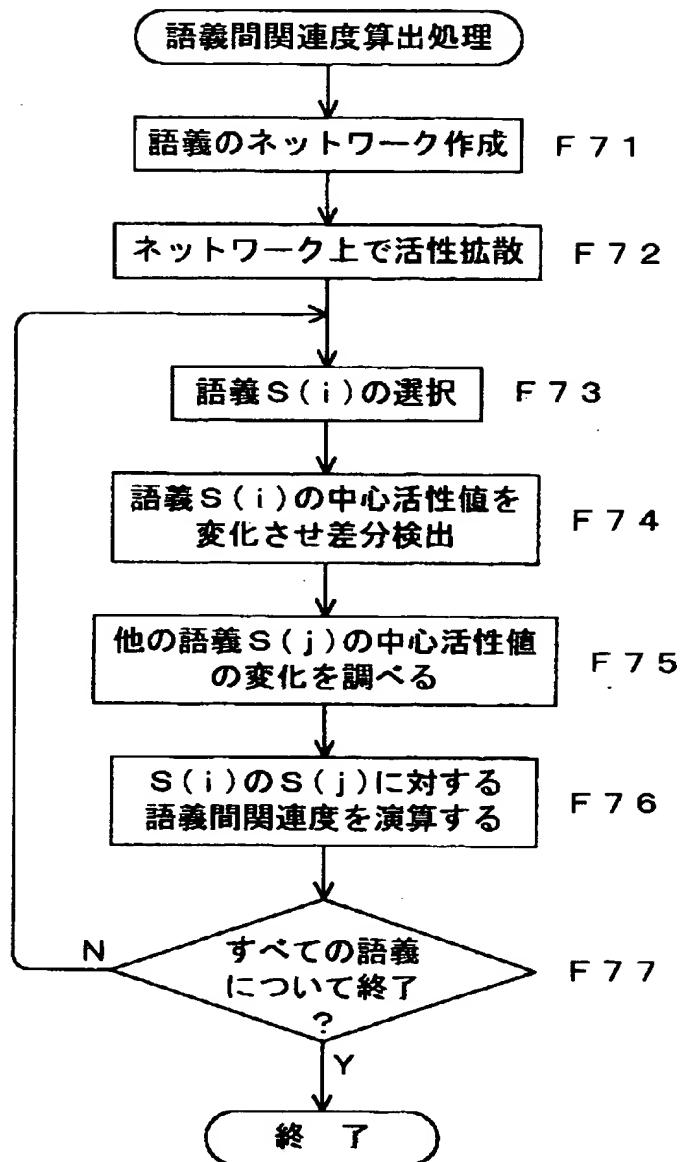 語義間関連度算出処理
語義のネットワーク作成 F71
ネットワーク上で活性拡散 F72
語義S(i)の選択 F73
語義S(i)の中心活性値を
変化させ差分検出 F74
他の語義S(j)の中心活性値
の変化を調べる F75
S(i)のS(j)に対する
語義間関連度を演算する F76
N
すべての語義
について終了 F77
?
Y
終 了